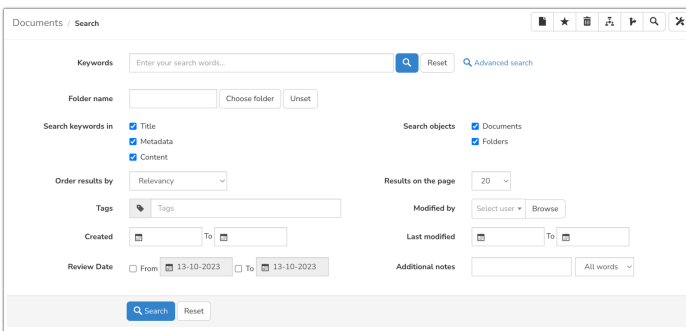 Documents / Search
Keywords Enter your search words... Reset Advanced search
Folder name Choose folder Unset
Search keywords in Title Search objects Documents
Metadata Folders
Content
Order results by Relevancy Results on the page 20
Tags Tags Modified by Select user Browse
Created To Last modified To
Review Date From 13-10-2023 To 13-10-2023 Additional notes All words
Search Reset